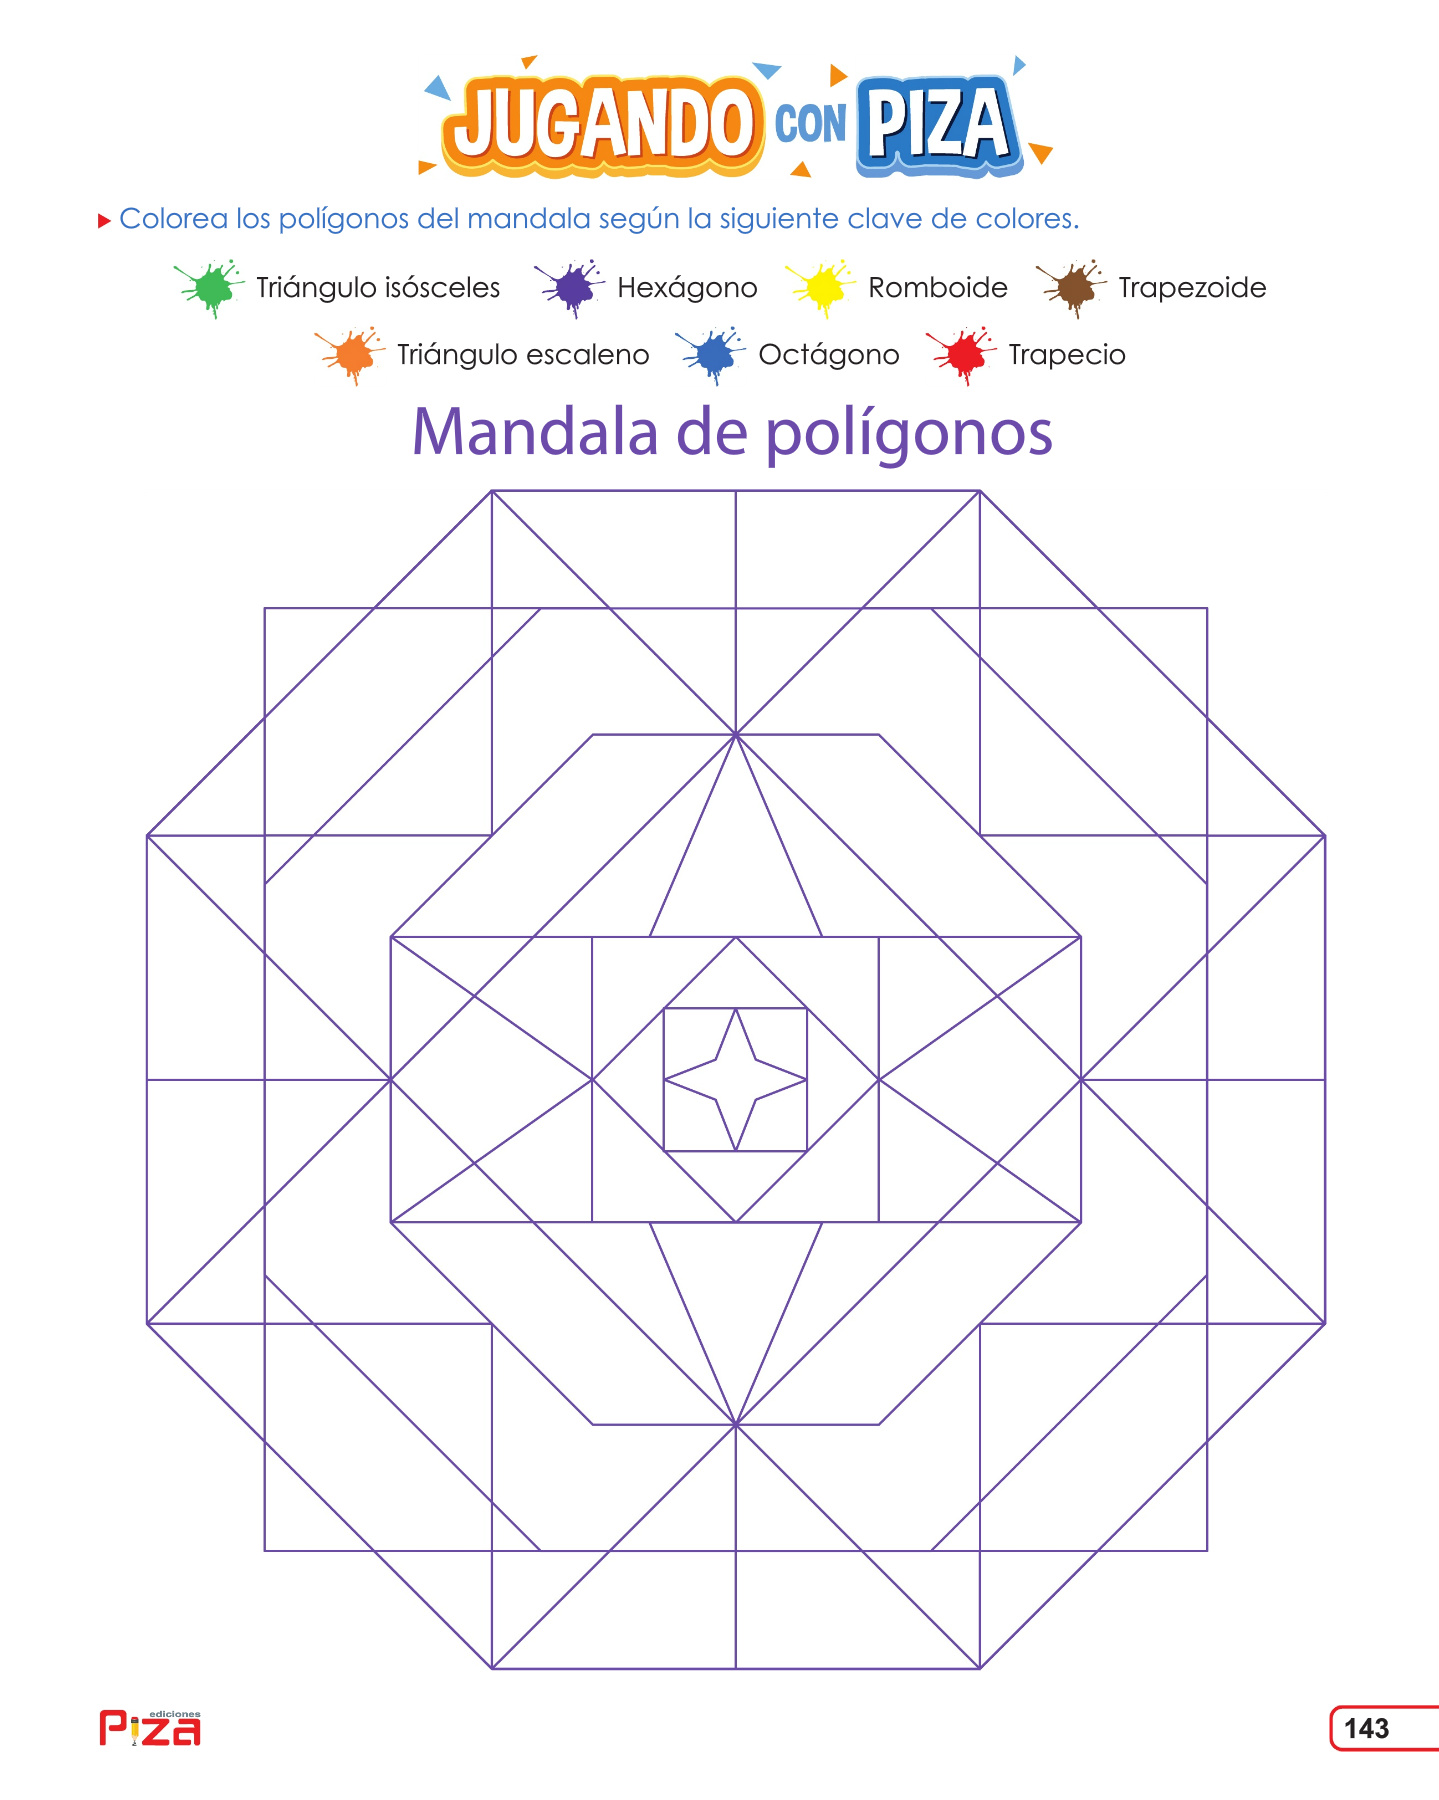 JUGANDO CON PIZA
Colorea los polígonos del mandala según la siguiente clave de colores.
Triángulo isósceles Hexágono Romboide Trapezoide
Triángulo escaleno Octágono Trapecio
Mandala de polígonos
ediciones
Piza
143